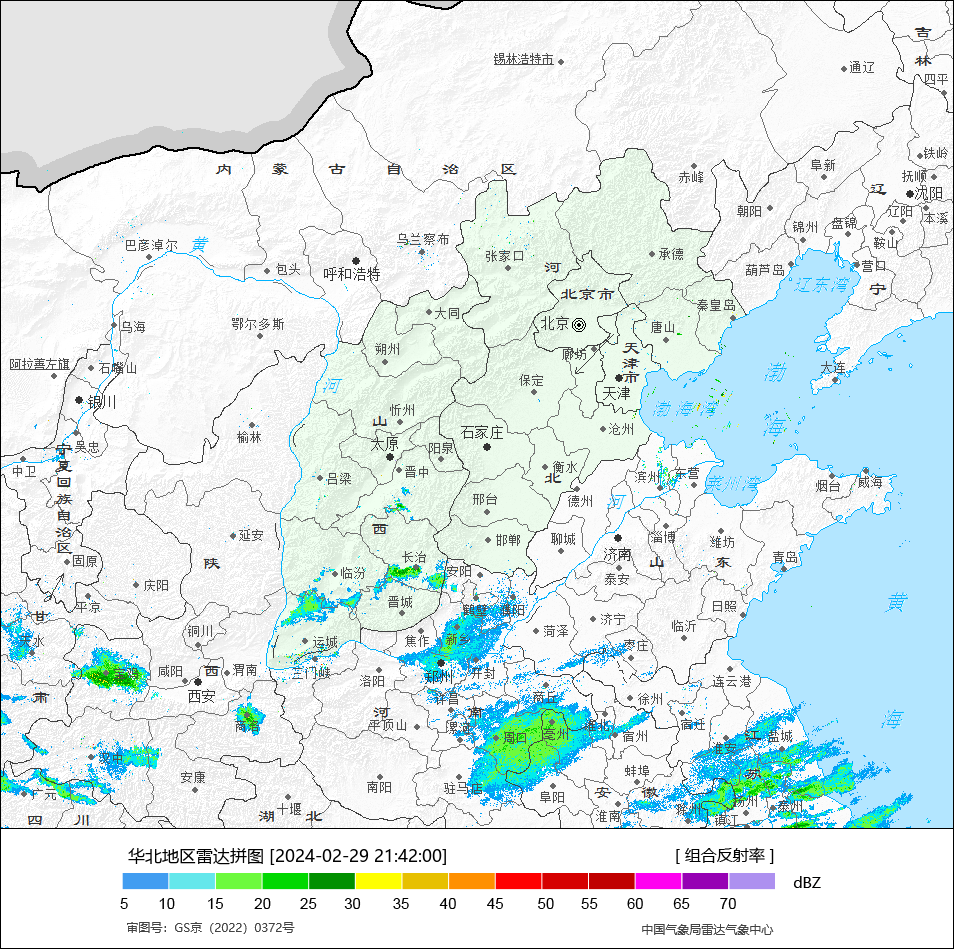 吉
锡林浩特市
通辽
林
四平
铁岭
内 蒙 古 自 治 区
赤峰
阜新
抚顺
辽
沈阳
朝阳
辽阳
本溪
锦州
盘锦
鞍山
巴彦淖尔
黄
乌兰察布
张家口
承德
河
包头
呼和浩特
葫芦岛
营口
辽东湾
宁
北京市
秦皇岛
乌海
鄂尔多斯
大同
北京
唐山
天津市
朔州
廊坊
阿拉善左旗
石嘴山
河
保定
渤
大连
银川
天津
渤海湾
忻州
山
沧州
海
榆林
石家庄
太原
阳泉
吴忠
宁夏回族自治区
中卫
晋中
吕梁
衡水
北
滨州
东营
莱州湾
烟台
威海
邢台
德州
河
西
延安
邯郸
聊城
淄博
潍坊
济南
山
东
青岛
固原
陕
长治
临汾
安阳
泰安
庆阳
平凉
晋城
鹤壁
濮阳
日照
黄
甘
铜川
运城
焦作
新乡
菏泽
济宁
临沂
天水
枣庄
宝鸡
咸阳
西
渭南
三门峡
洛阳
郑州
开封
连云港
肃
西安
许昌
商丘
徐州
商洛
河
南
平顶山
漯河
周口
亳州
淮北
宿州
宿迁
海
淮安
江
盐城
汉中
安康
南阳
驻马店
阜阳
蚌埠
苏
广元
十堰
安
徽
滁州
扬州
泰州
四 川
湖 北
淮南
镇江
华北地区雷达拼图 [2024-02-29 21:42:00]
[ 组合反射率 ]
dBZ
5 10 15 20 25 30 35 40 45 50 55 60 65 70
审图号：GS京（2022）0372号
中国气象局雷达气象中心